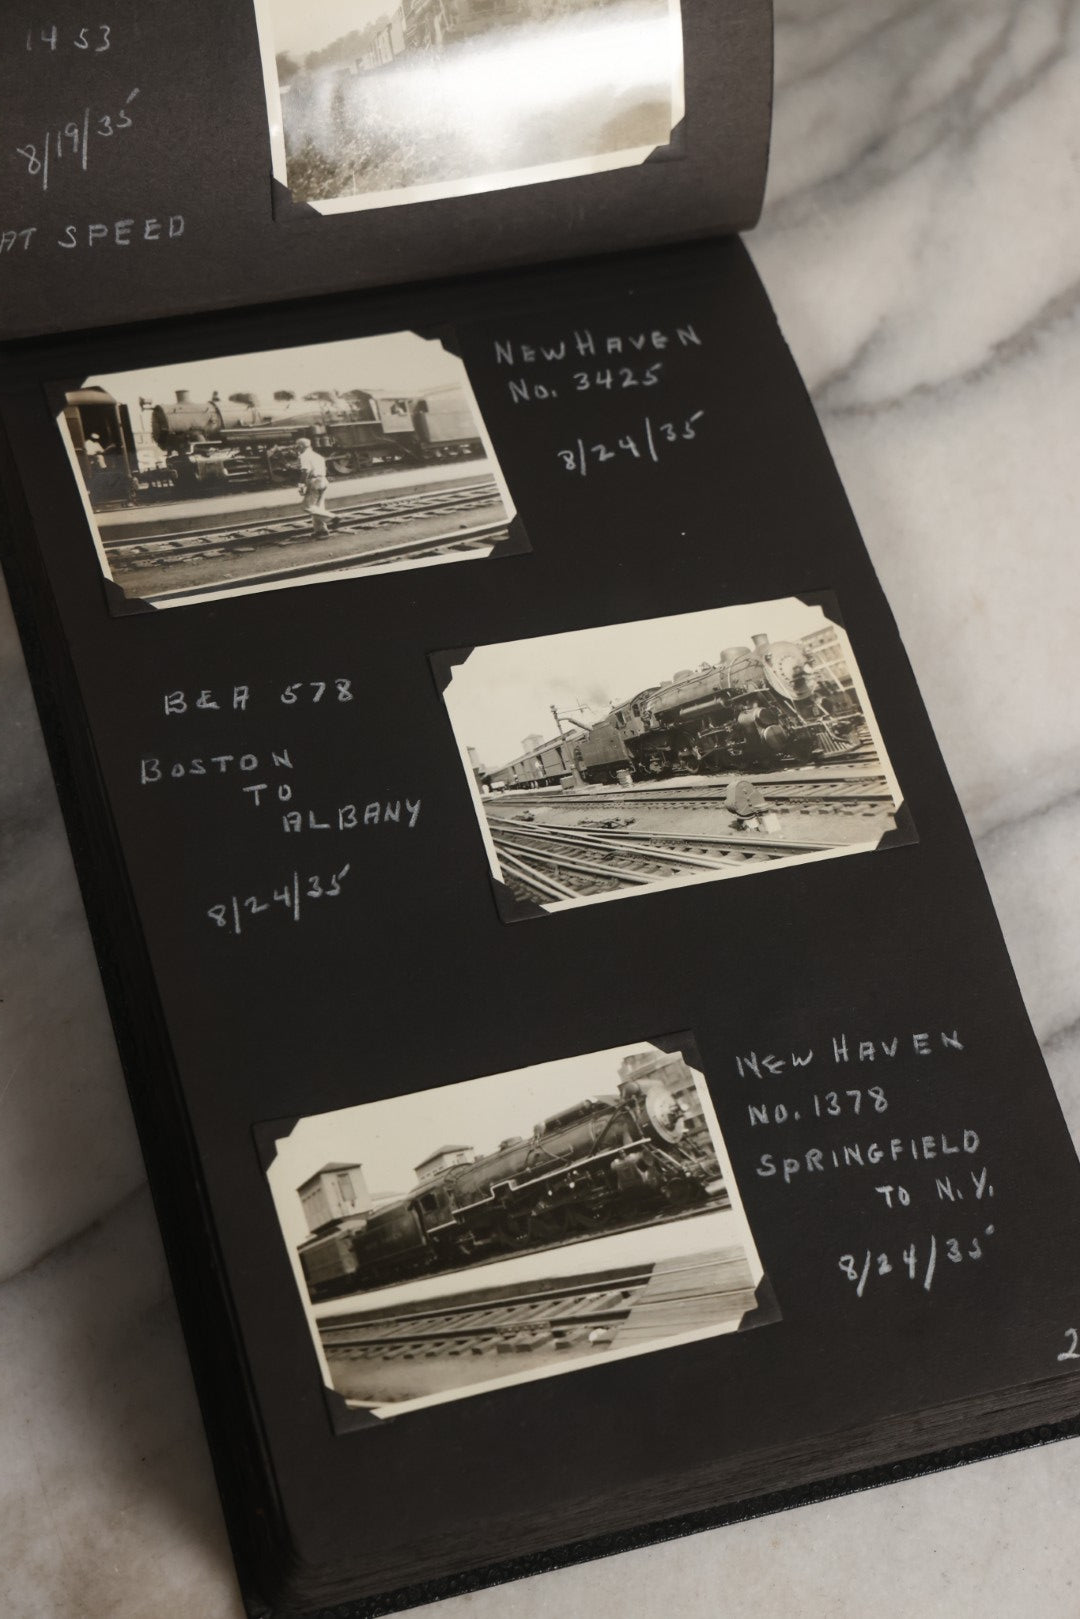 1453
8/19/35
AT SPEED
NEW HAVEN
No. 3425
8/24/35
B&A 578
BOSTON
TO
ALBANY
8/24/35
NEW HAVEN
NO. 1378
SPRINGFIELD
TO N.Y.
8/24/35
2